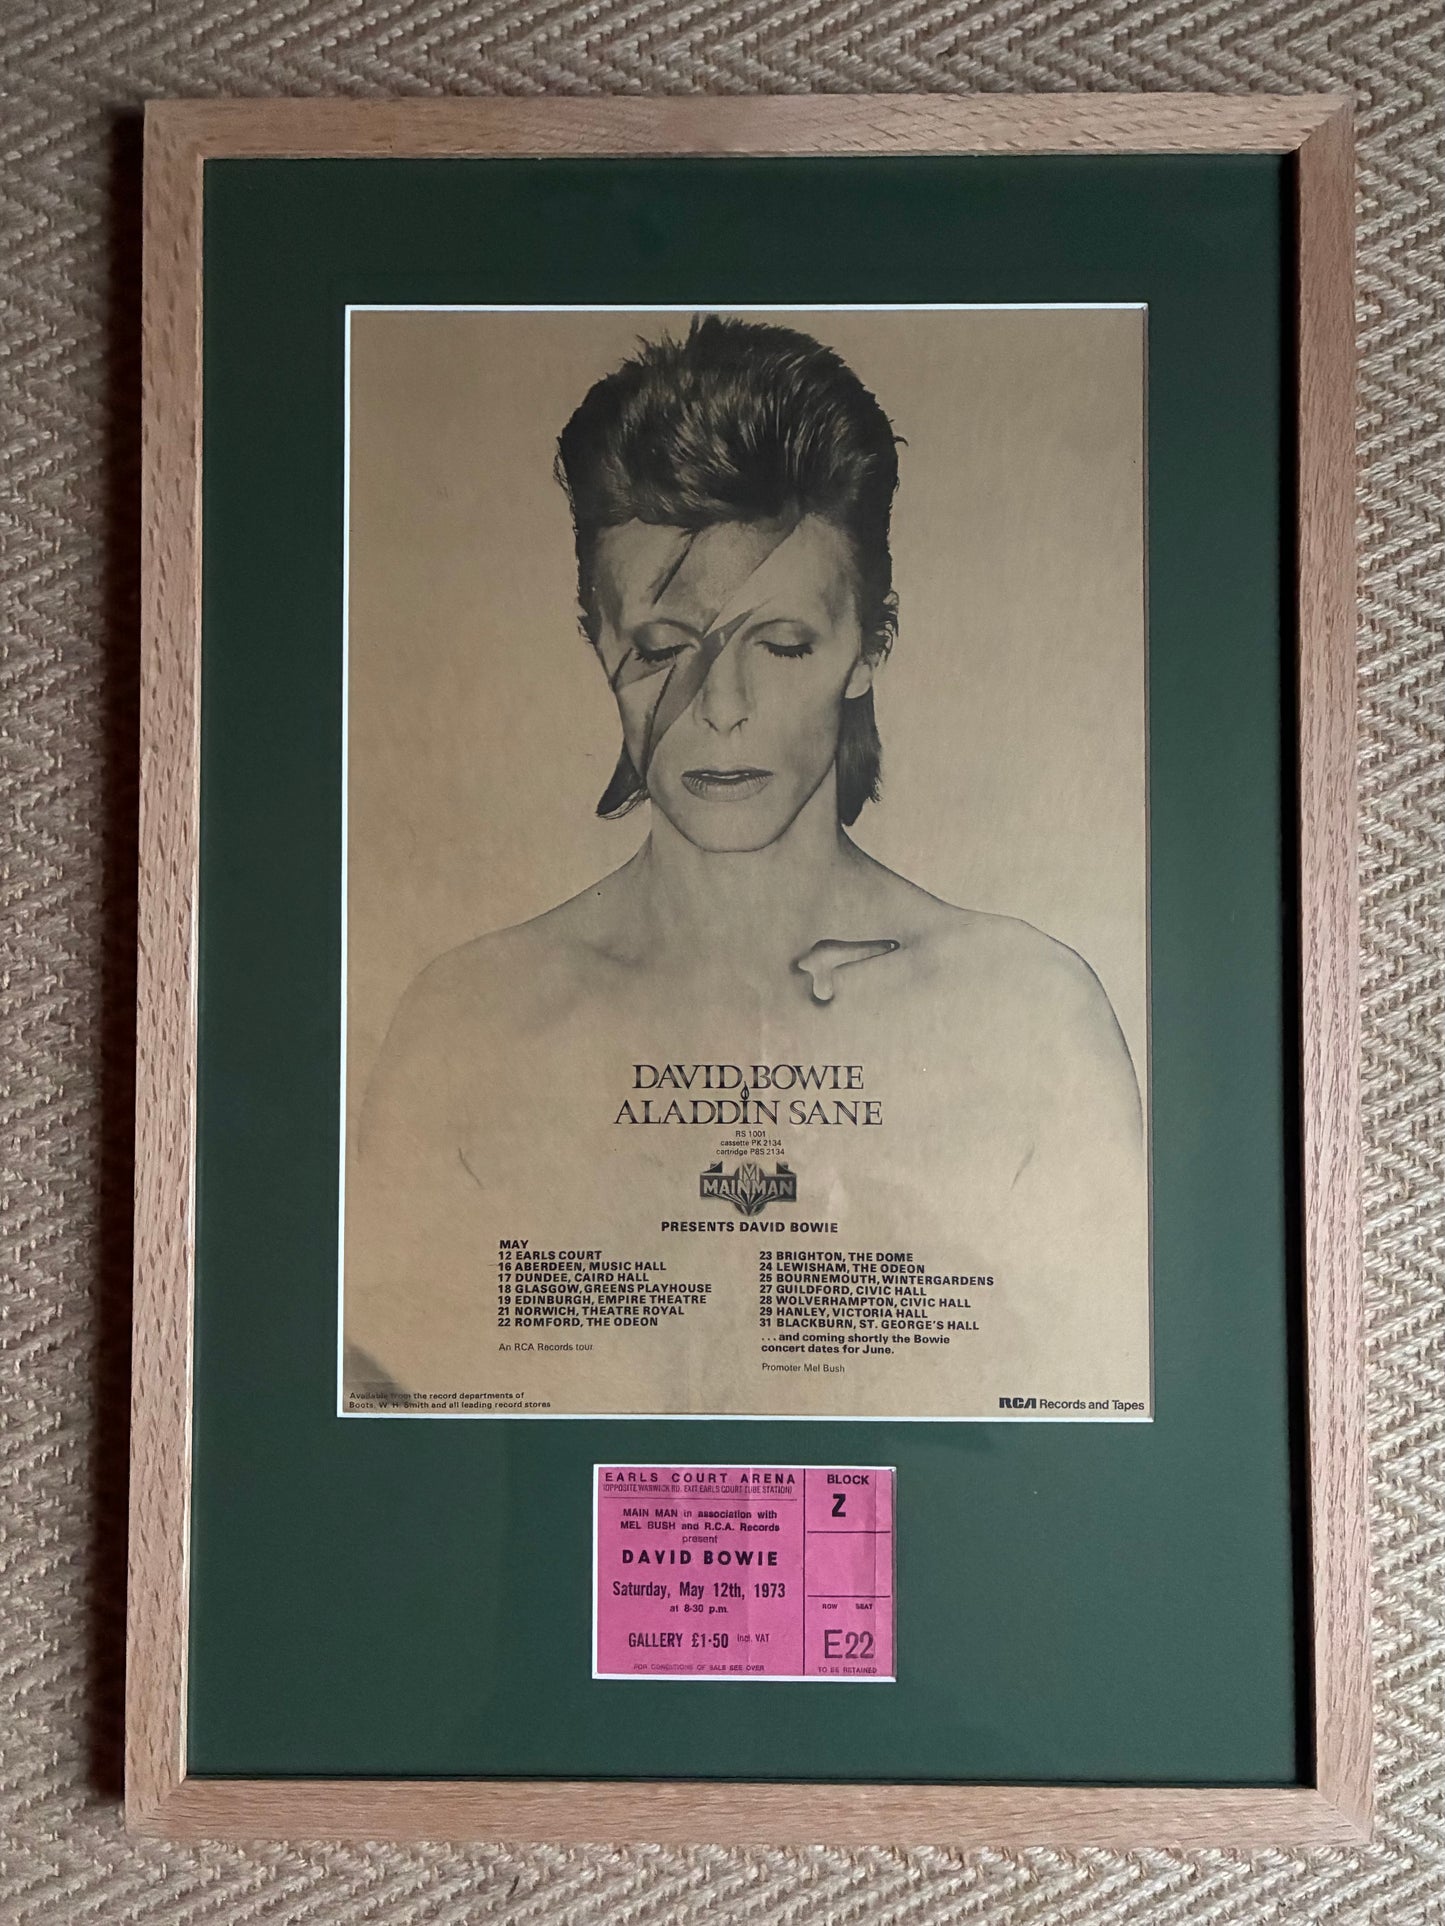 DAVID BOWIE
ALADDIN SANE
RS 1001
cassette PK 2134
cartridge P8S 2134
MAINMAN
PRESENTS DAVID BOWIE
MAY
12 EARLS COURT
16 ABERDEEN, MUSIC HALL
17 DUNDEE, CAIRD HALL
18 GLASGOW, GREENS PLAYHOUSE
19 EDINBURGH, EMPIRE THEATRE
21 NORWICH, THEATRE ROYAL
22 ROMFORD, THE ODEON
An RCA Records tour
23 BRIGHTON, THE DOME
24 LEWISHAM, THE ODEON
25 BOURNEMOUTH, WINTERGARDENS
27 GUILDFORD, CIVIC HALL
28 WOLVERHAMPTON, CIVIC HALL
29 HANLEY, VICTORIA HALL
31 BLACKBURN, ST. GEORGE'S HALL
...and coming shortly the Bowie
concert dates for June.
Promoter Mel Bush
Available from the record departments of
Boots, W. H. Smith and all leading record stores
RCA Records and Tapes
EARLS COURT ARENA
(OPPOSITE WARWICK RD. EXIT EARLS COURT TUBE STATION)
MAIN MAN in association with
MEL BUSH and R.C.A. Records
present
DAVID BOWIE
Saturday, May 12th, 1973
at 8-30 p.m.
GALLERY £1·50 incl. VAT
FOR CONDITIONS OF SALE SEE OVER
BLOCK
Z
ROW SEAT
E22
TO BE RETAINED